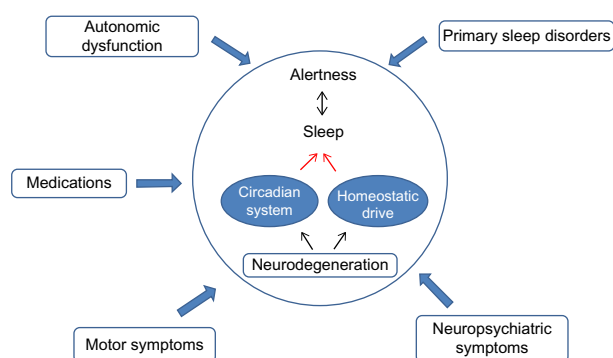 Autonomic
dysfunction
Primary sleep disorders
Alertness
Sleep
Medications
Circadian
system
Homeostatic
drive
Neurodegeneration
Motor symptoms
Neuropsychiatric
symptoms